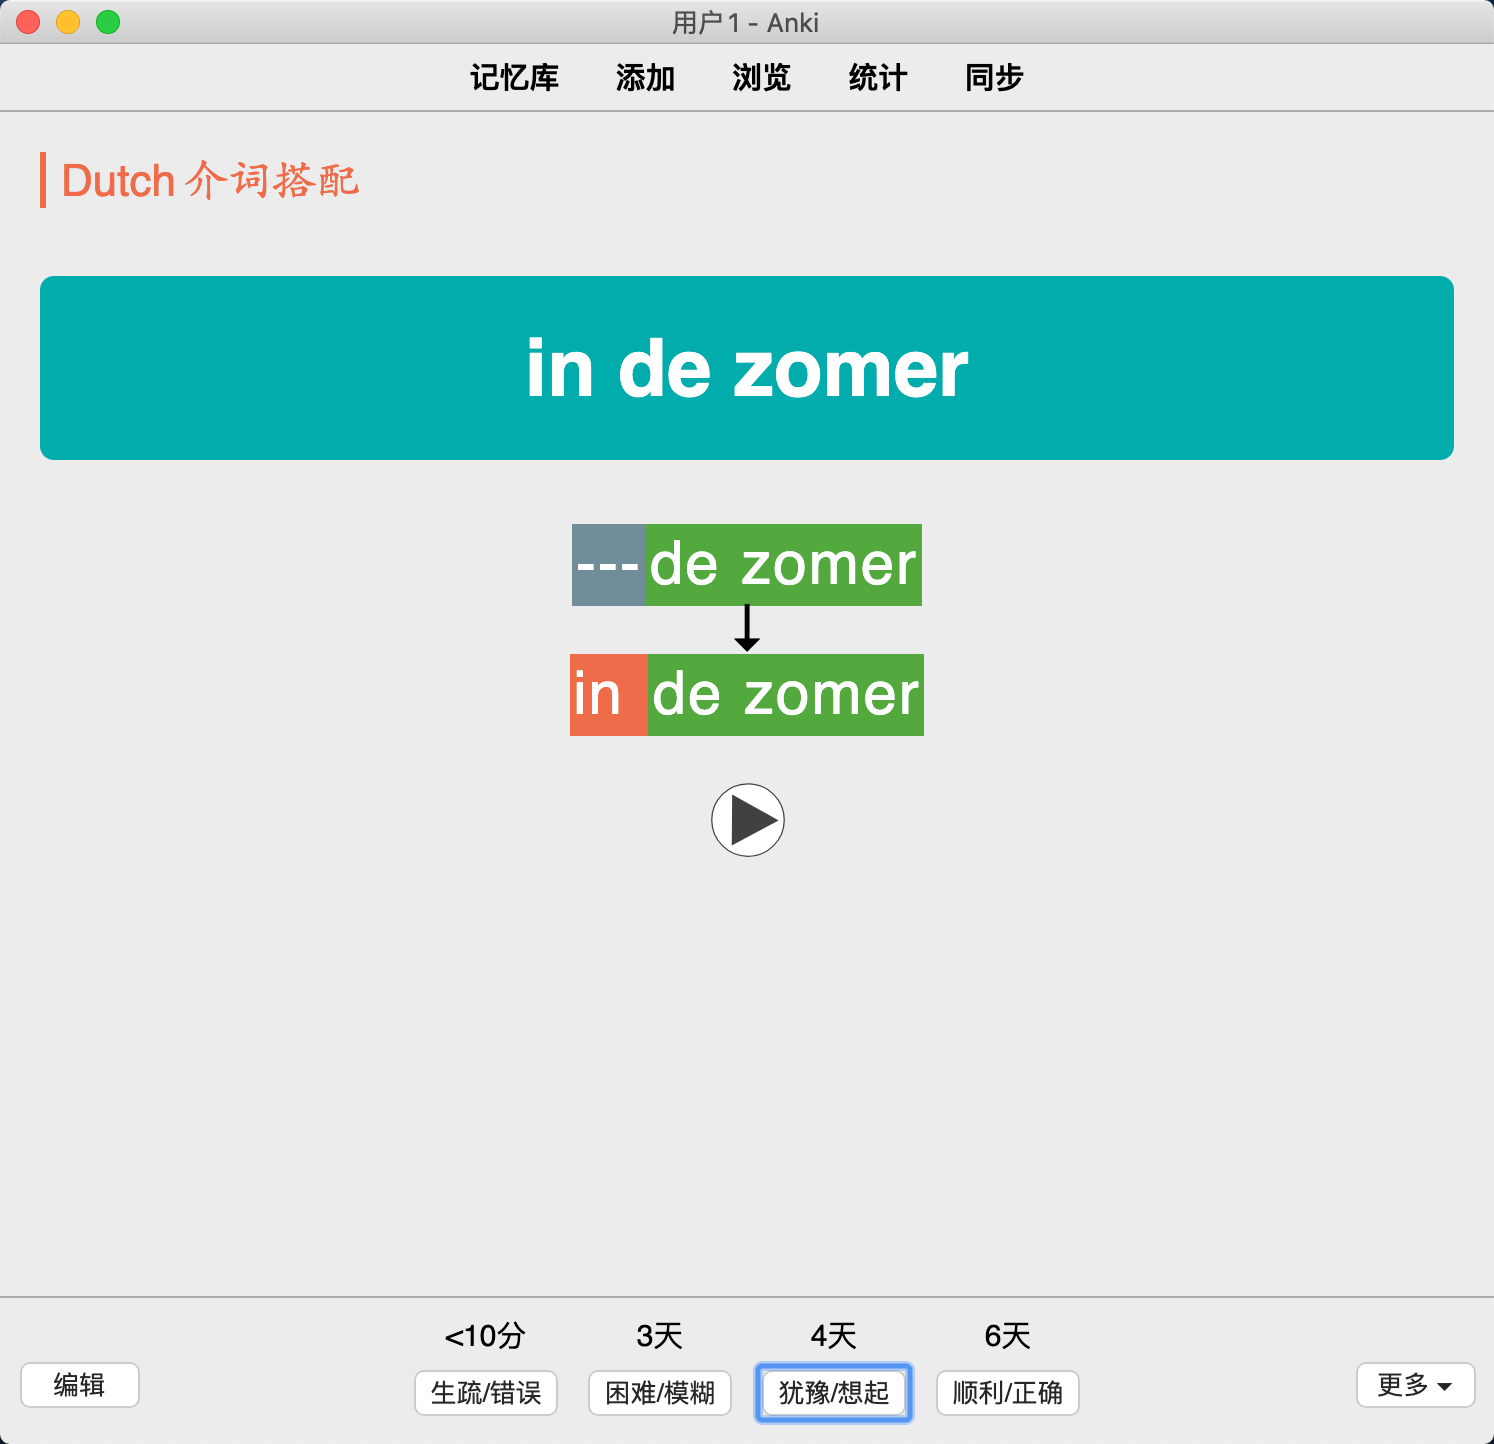 用户1 - Anki
记忆库 添加 浏览 统计 同步
Dutch 介词搭配
in de zomer
---de zomer
in de zomer
<10分 3天 4天 6天
编辑 生疏/错误 困难/模糊 犹豫/想起 顺利/正确 更多